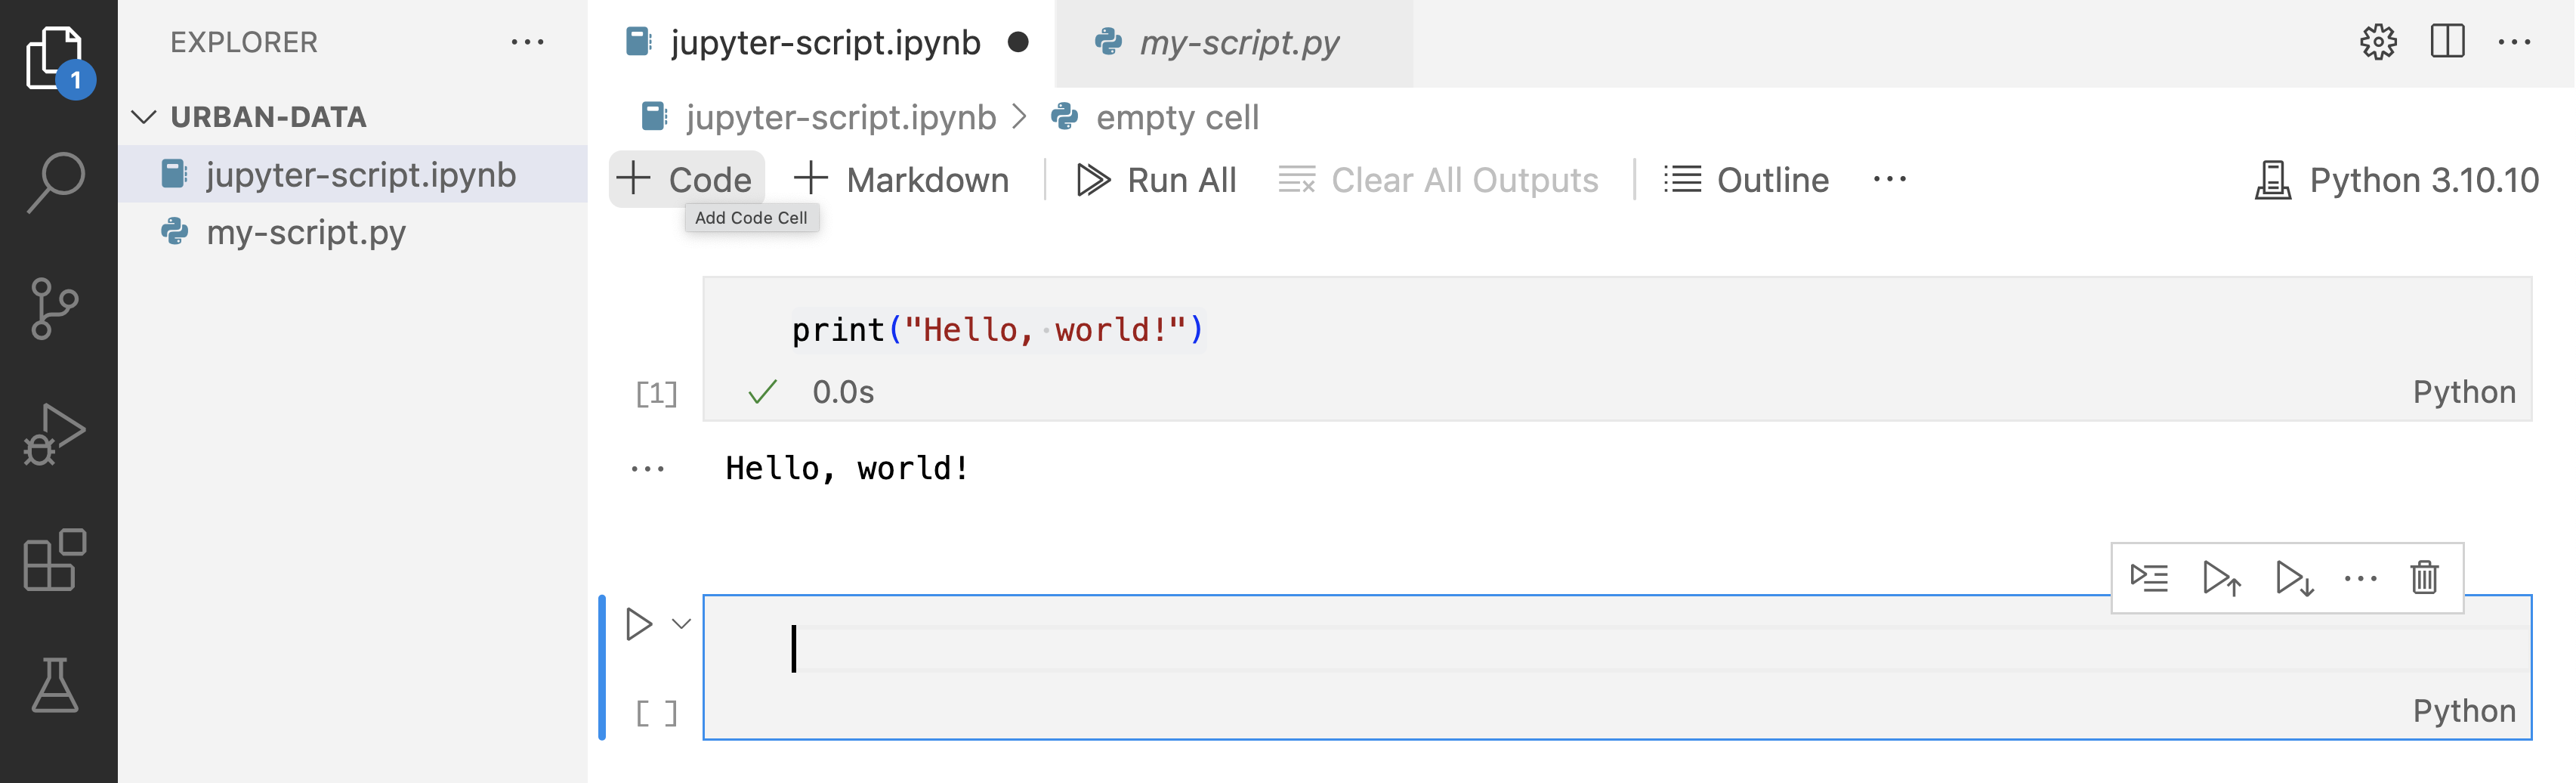 EXPLORER
1
URBAN-DATA
jupyter-script.ipynb
my-script.py
jupyter-script.ipynb
my-script.py
jupyter-script.ipynb > empty cell
+ Code
+ Markdown
Run All
Clear All Outputs
Outline
...
Python 3.10.10
Add Code Cell
print("Hello, world!")
[1]
0.0s
Python
Hello, world!
[ ]
Python